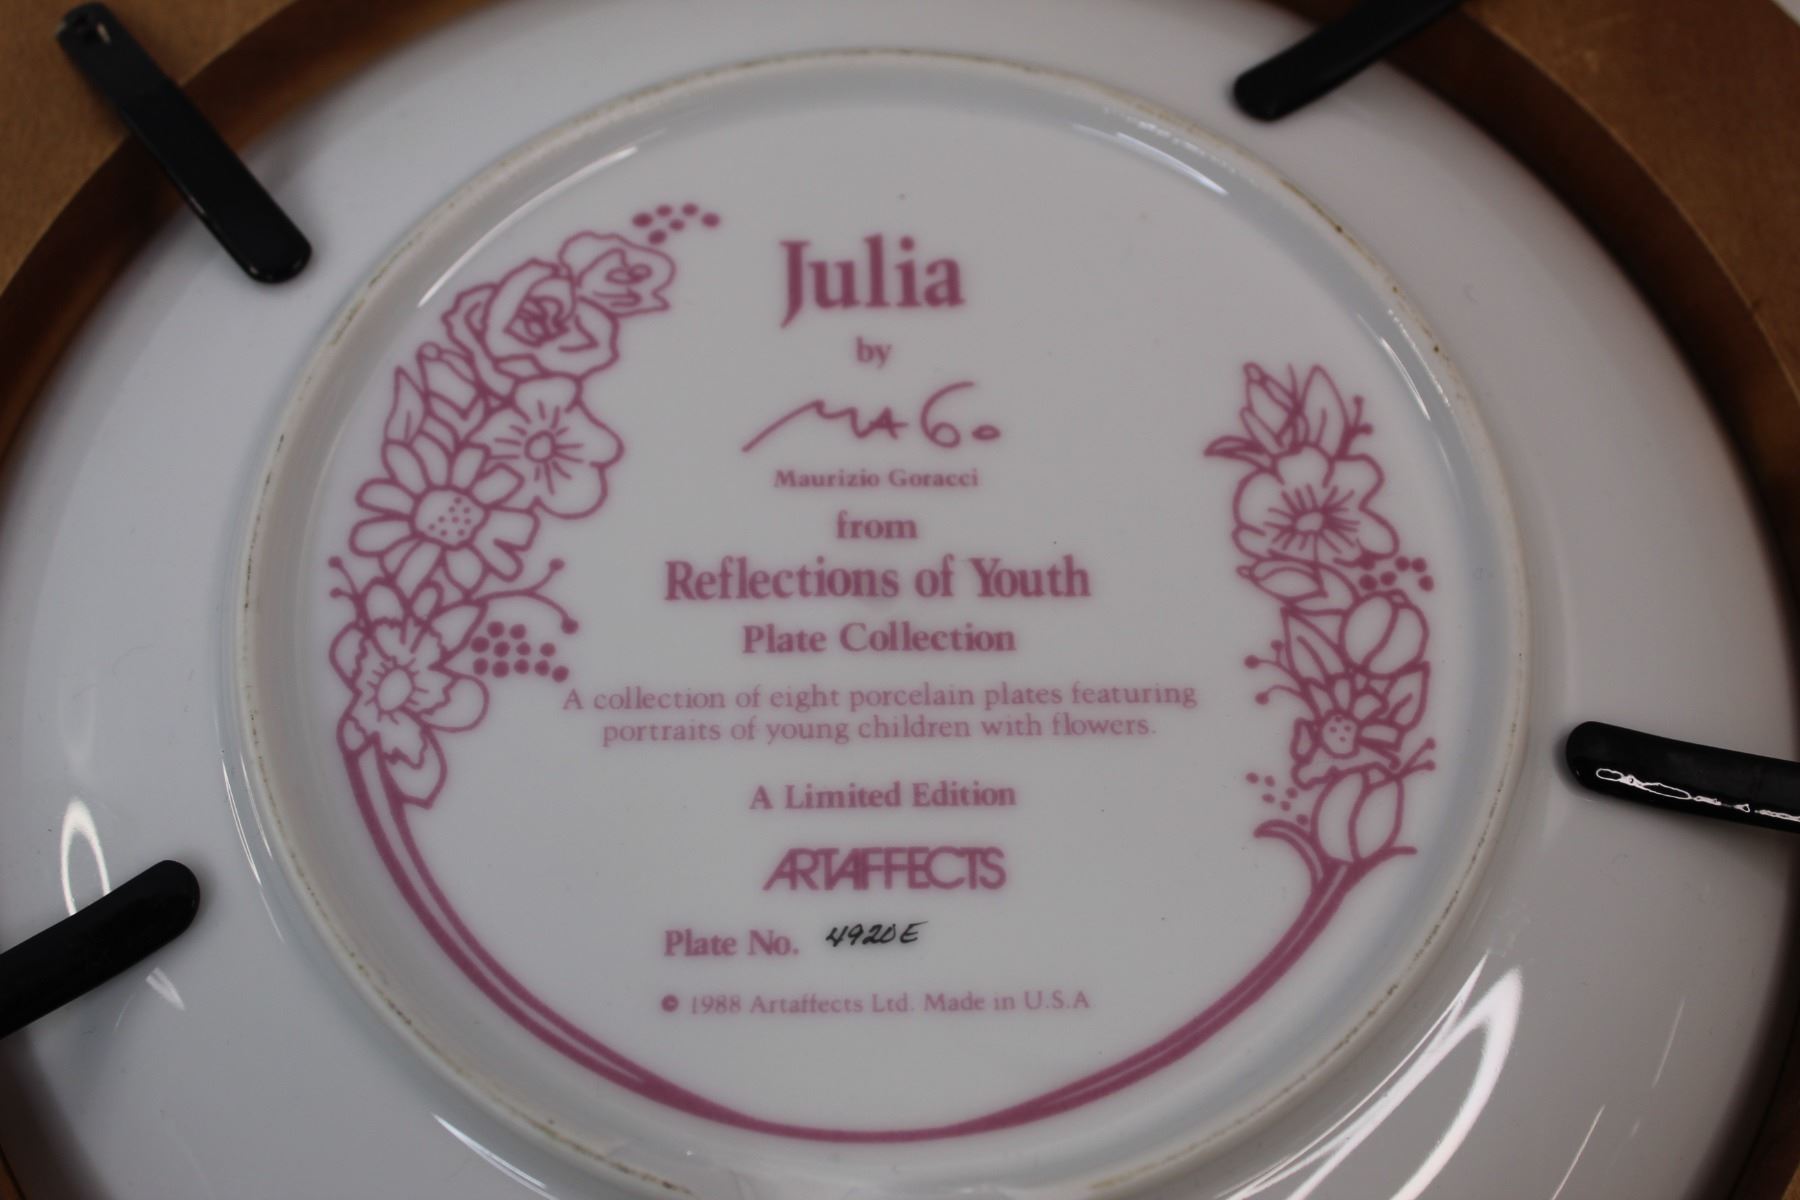 Julia
by
MAGo
Maurizio Goracci
from
Reflections of Youth
Plate Collection
A collection of eight porcelain plates featuring
portraits of young children with flowers.
A Limited Edition
ARTAFFECTS
Plate No. 4920E
© 1988 Artaffects Ltd. Made in U.S.A